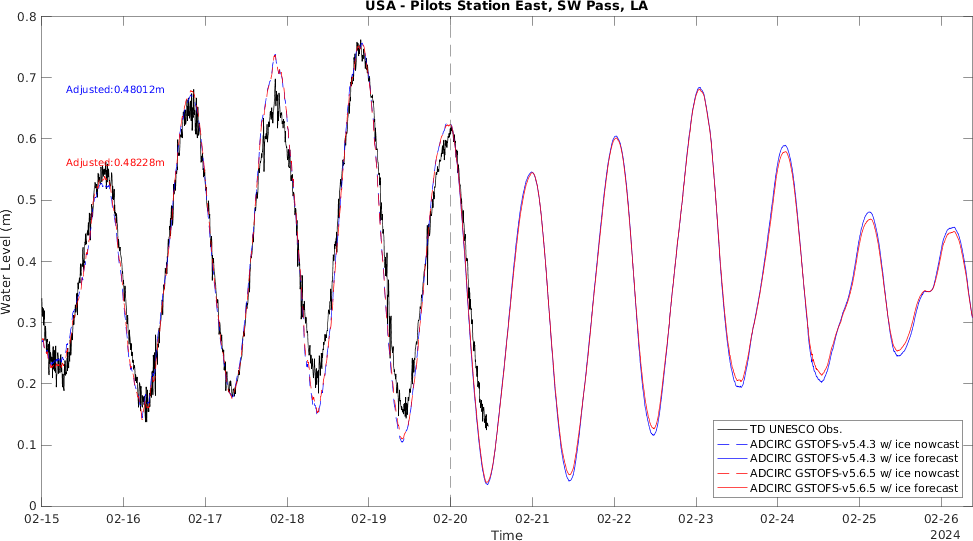 USA - Pilots Station East, SW Pass, LA
0.8
0.7
0.6
0.5
0.4
0.3
0.2
0.1
0
Water Level (m)
Adjusted:0.48012m
Adjusted:0.48228m
TD UNESCO Obs.
ADCIRC GSTOFS-v5.4.3 w/ ice nowcast
ADCIRC GSTOFS-v5.4.3 w/ ice forecast
ADCIRC GSTOFS-v5.6.5 w/ ice nowcast
ADCIRC GSTOFS-v5.6.5 w/ ice forecast
02-15 02-16 02-17 02-18 02-19 02-20 02-21 02-22 02-23 02-24 02-25 02-26
2024
Time